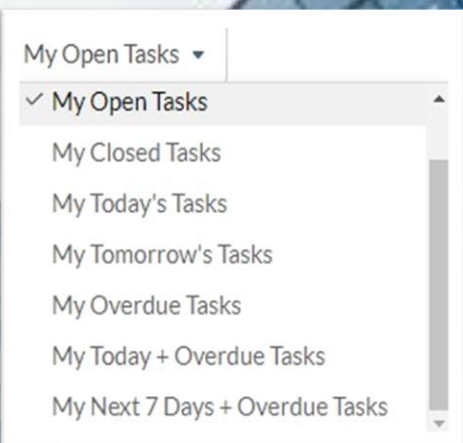 My Open Tasks
My Open Tasks
My Closed Tasks
My Today's Tasks
My Tomorrow's Tasks
My Overdue Tasks
My Today + Overdue Tasks
My Next 7 Days + Overdue Tasks